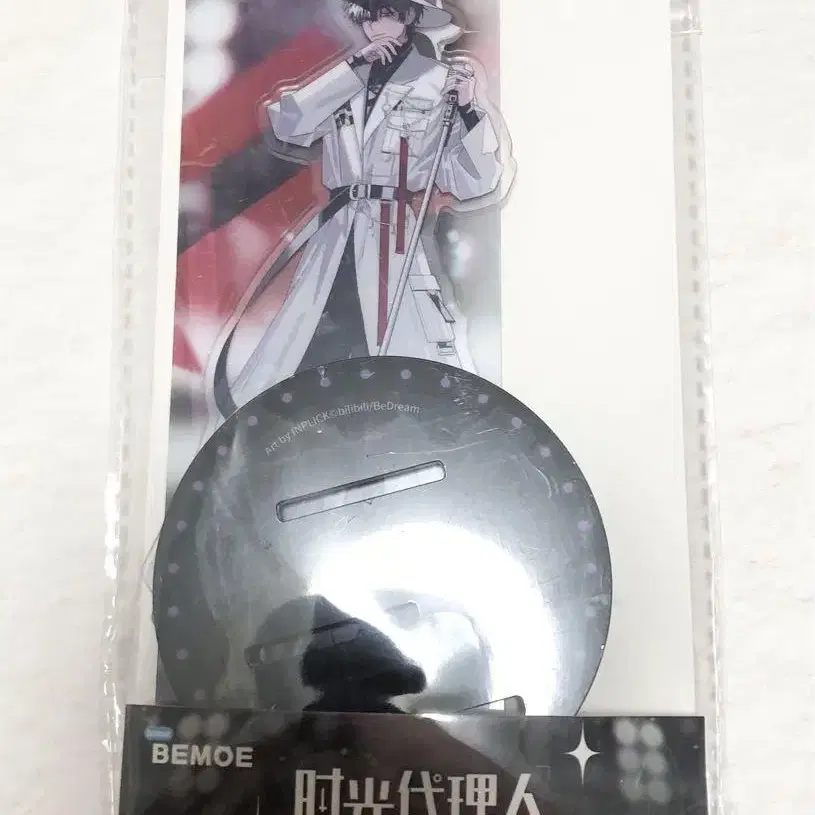 Art by INPLICK©bilibili/BeDream
BEMOE
时光代理人